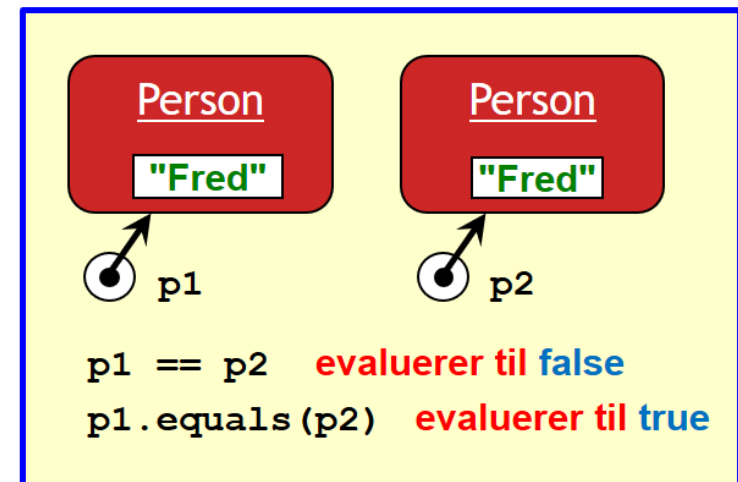 Person Person
"Fred" "Fred"
p1 p2
p1 == p2 evaluerer til false
p1.equals(p2) evaluerer til true